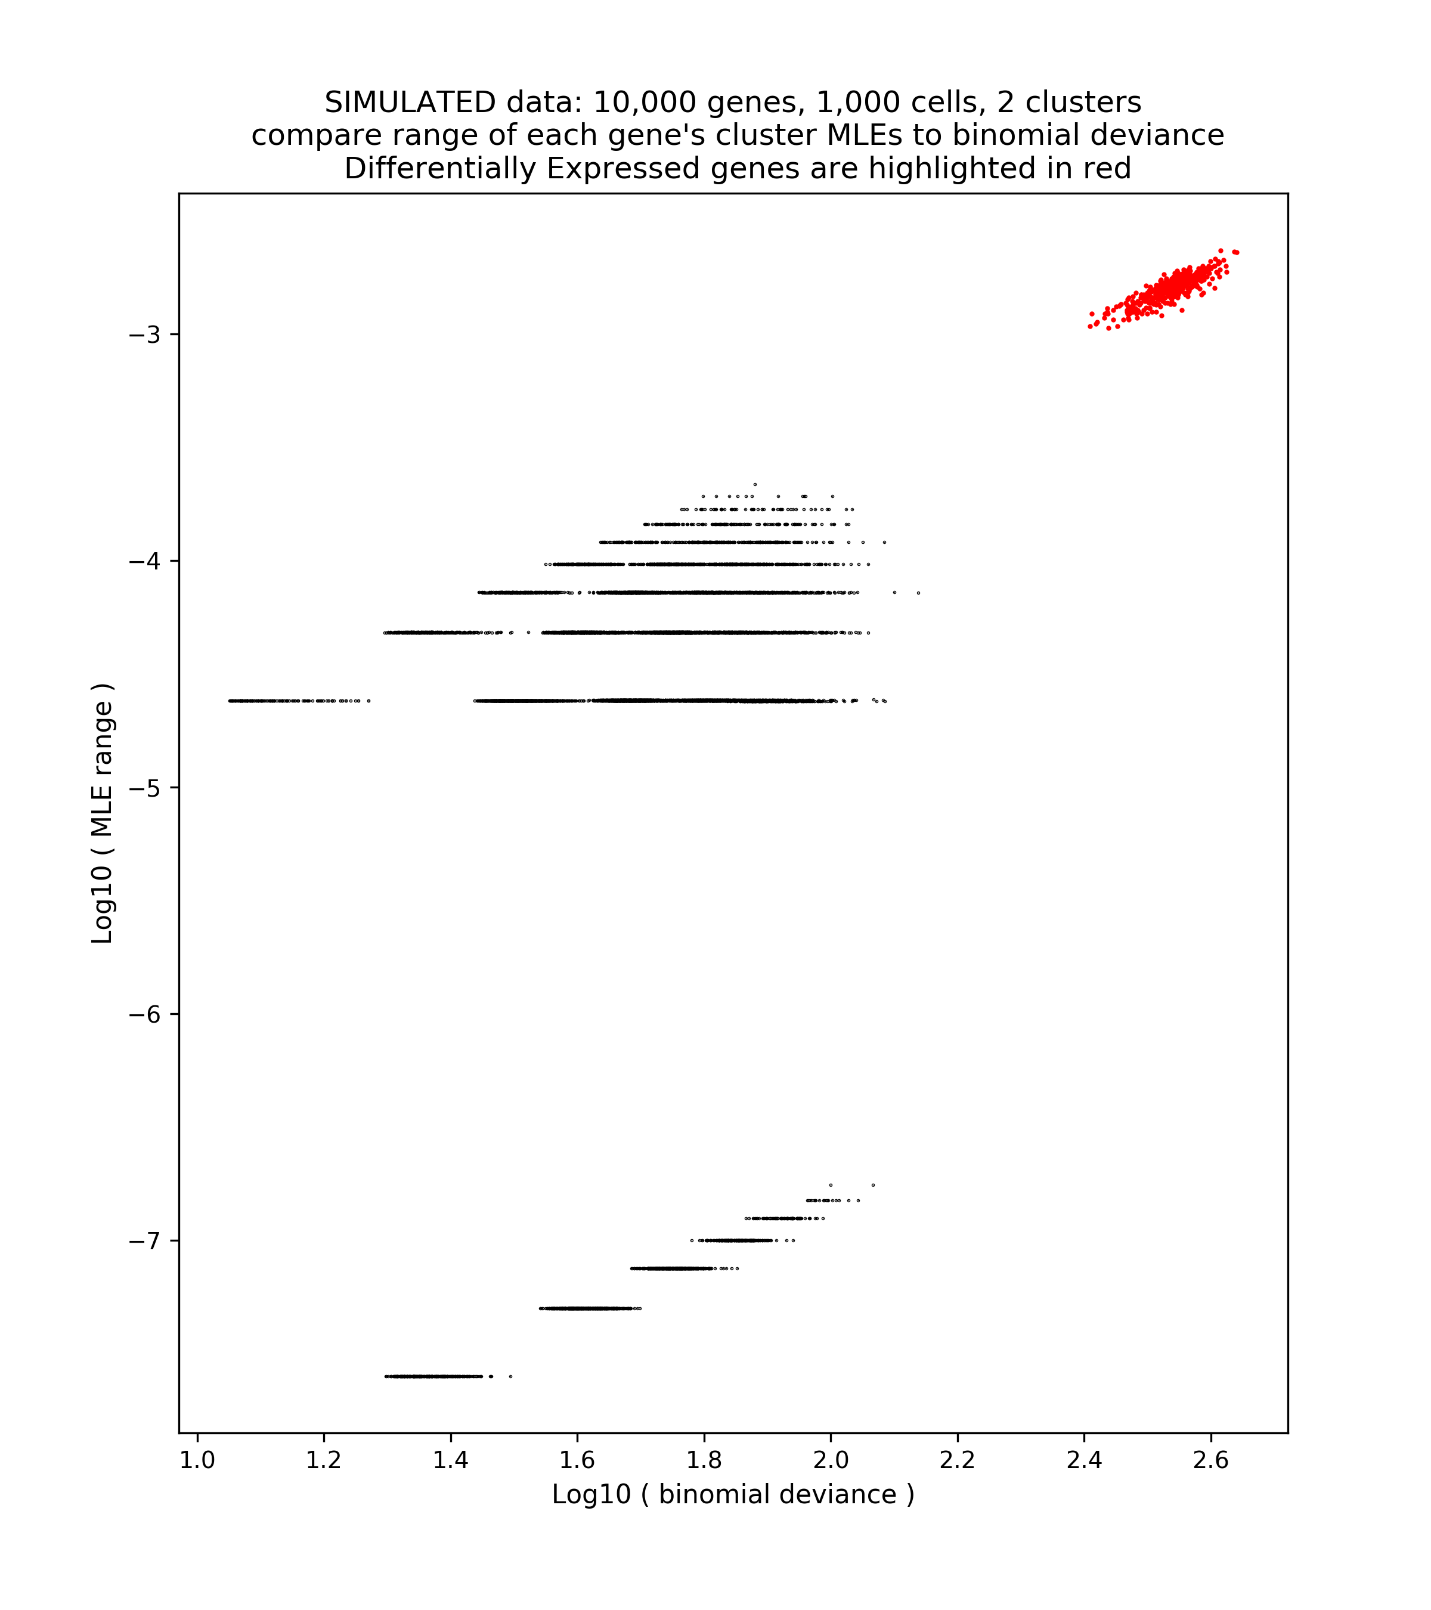 SIMULATED data: 10,000 genes, 1,000 cells, 2 clusters
compare range of each gene's cluster MLEs to binomial deviance
Differentially Expressed genes are highlighted in red
Log10 ( MLE range )
−3
−4
−5
−6
−7
1.0 1.2 1.4 1.6 1.8 2.0 2.2 2.4 2.6
Log10 ( binomial deviance )